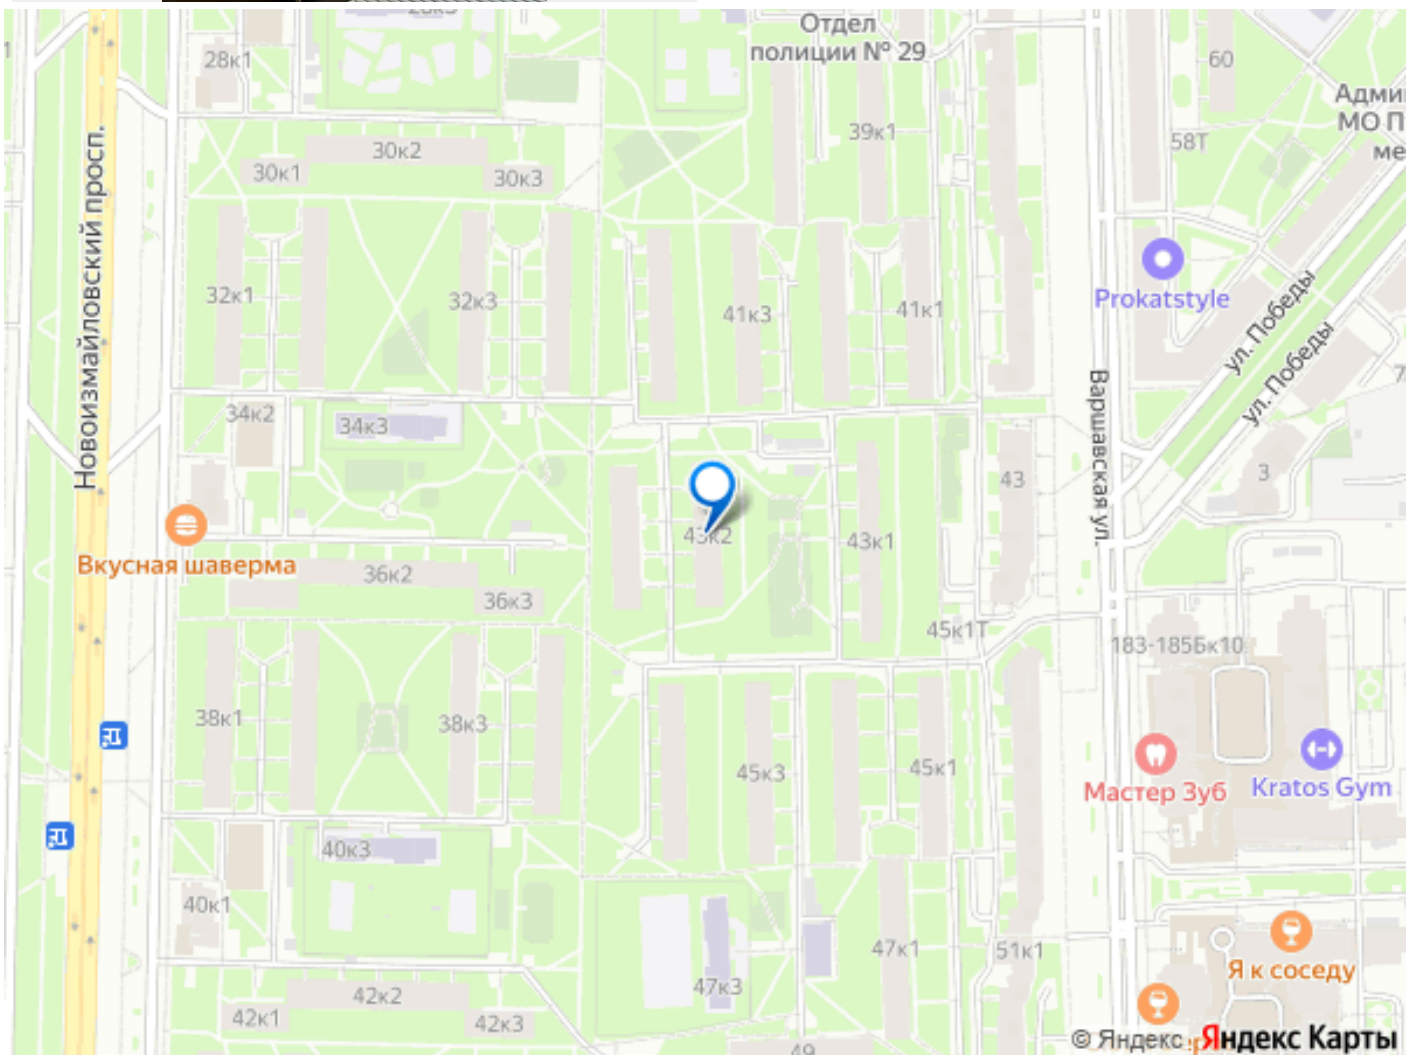 Отдел
полиции № 29
28к1
60
Адми
МО П
ме
39к1
58Т
30к2
30к1
30к3
Новоизмайловский просп.
Prokatstyle
32к1
32к3
41к3
41к1
ул. Победы
ул. Победы
Варшавская ул.
34к2
34к3
43
3
Вкусная шаверма
43к2
43к1
36к2
36к3
45к1Т
183-185Бк10
38к1
38к3
45к3
45к1
Мастер Зуб
Kratos Gym
40к3
40к1
47к1
51к1
Я к соседу
47к3
42к2
42к1
42к3
49
© Яндекс
Яндекс Карты